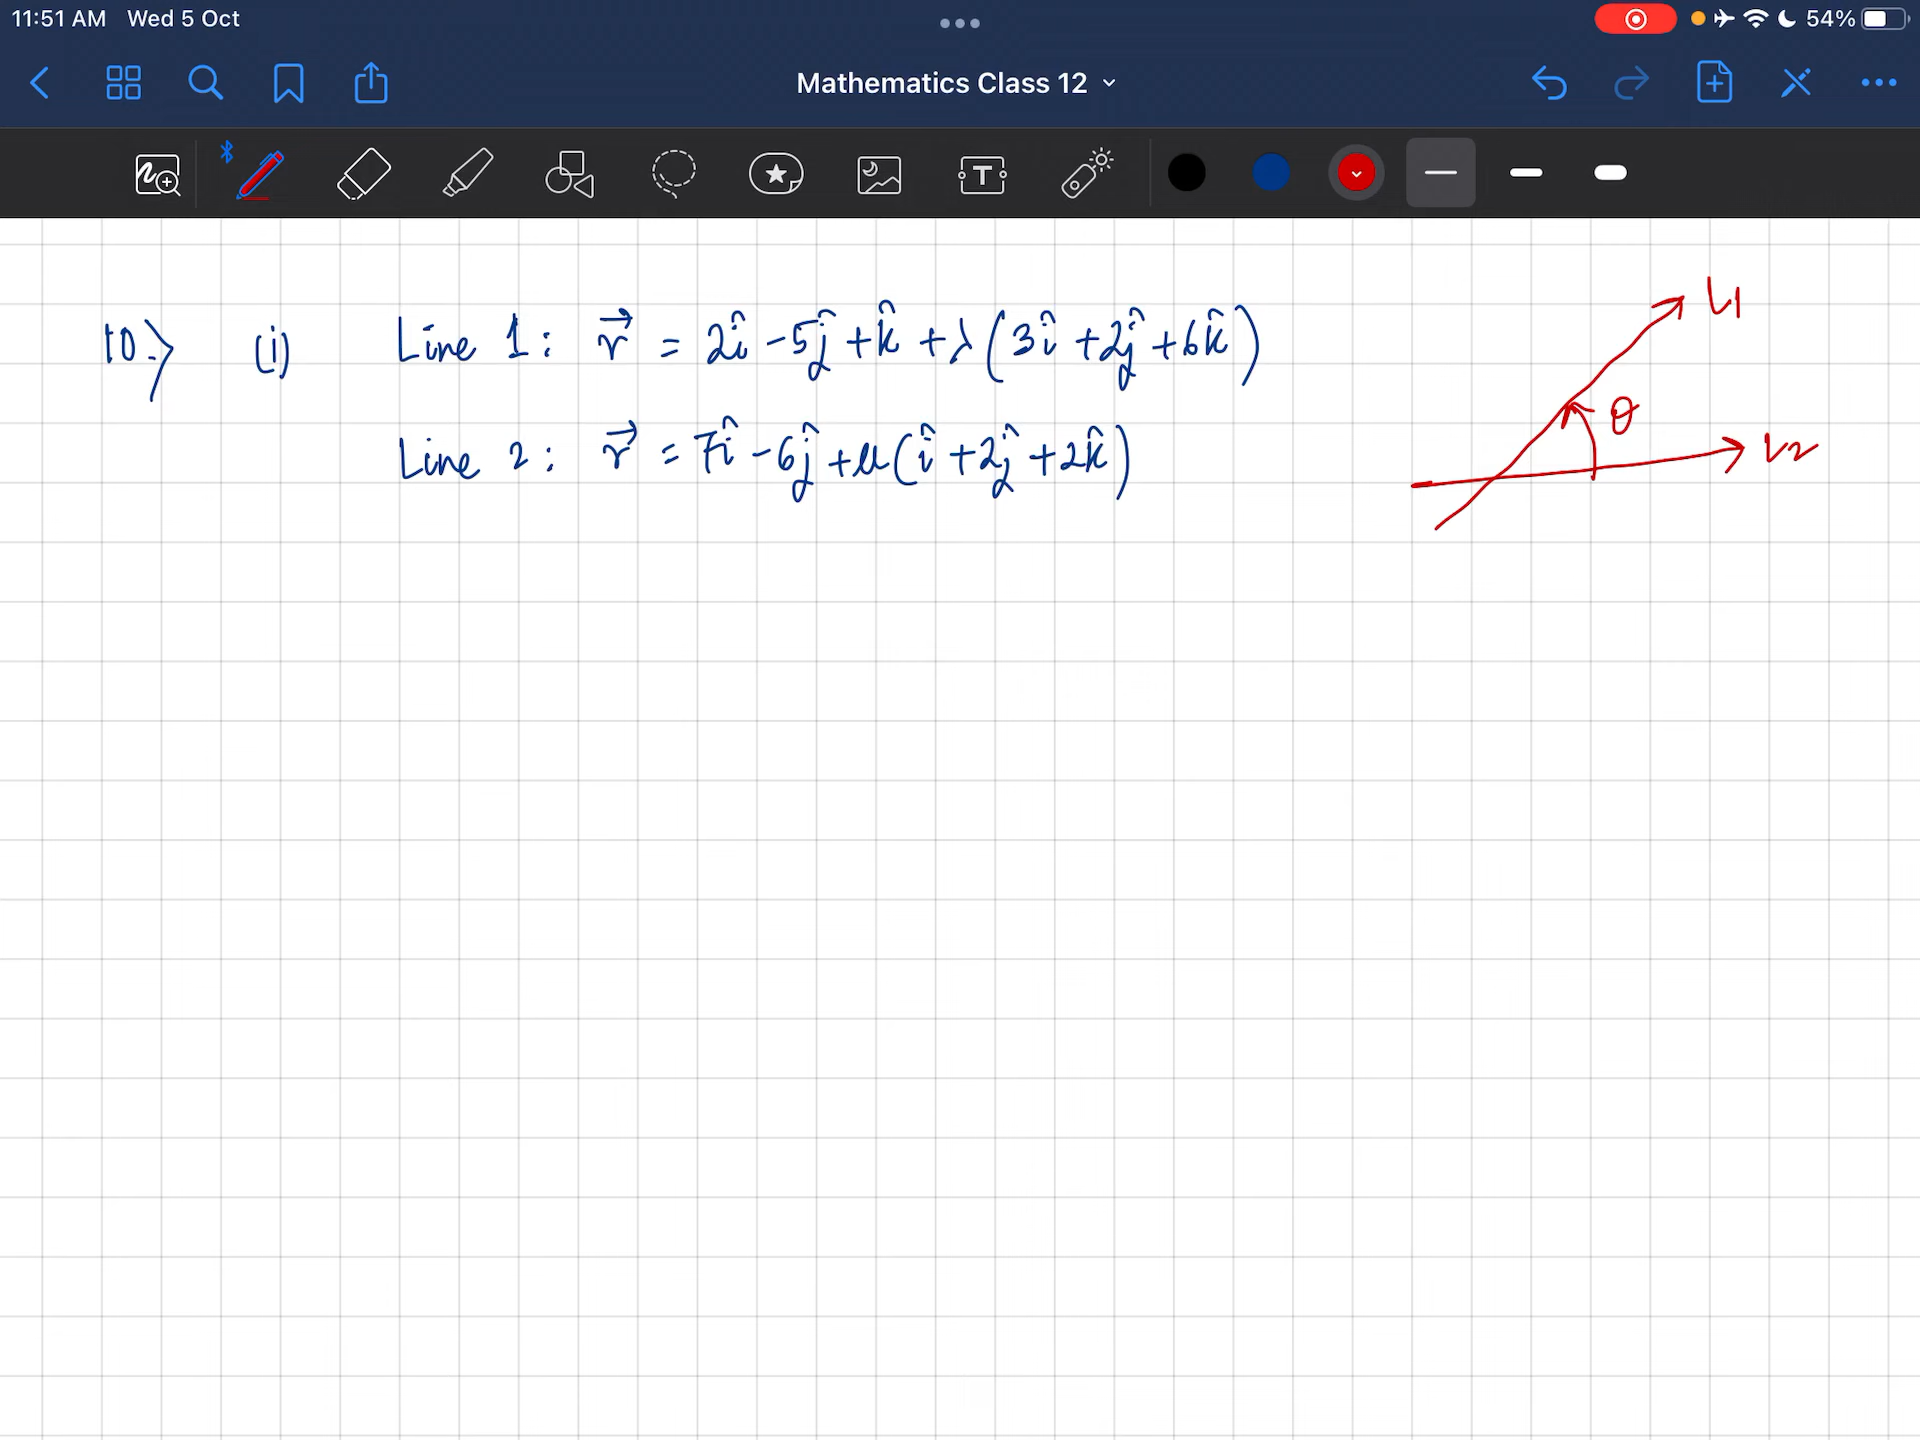 11:51 AM Wed 5 Oct
54%
Mathematics Class 12
T
10.) (i) Line 1: r⃗ = 2î - 5ĵ + k̂ + λ(3î + 2ĵ + 6k̂)
Line 2: r⃗ = 7î - 6ĵ + μ(î + 2ĵ + 2k̂)
L1
θ
L2